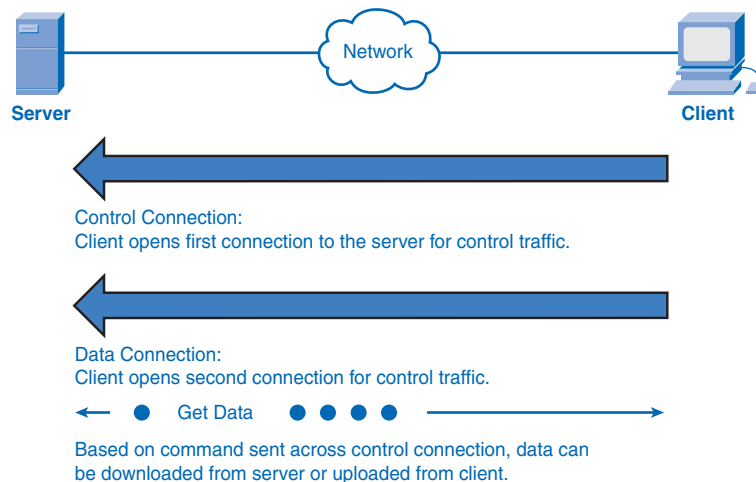 Network
Server
Client
Control Connection:
Client opens first connection to the server for control traffic.
Data Connection:
Client opens second connection for control traffic.
Get Data
Based on command sent across control connection, data can
be downloaded from server or uploaded from client.